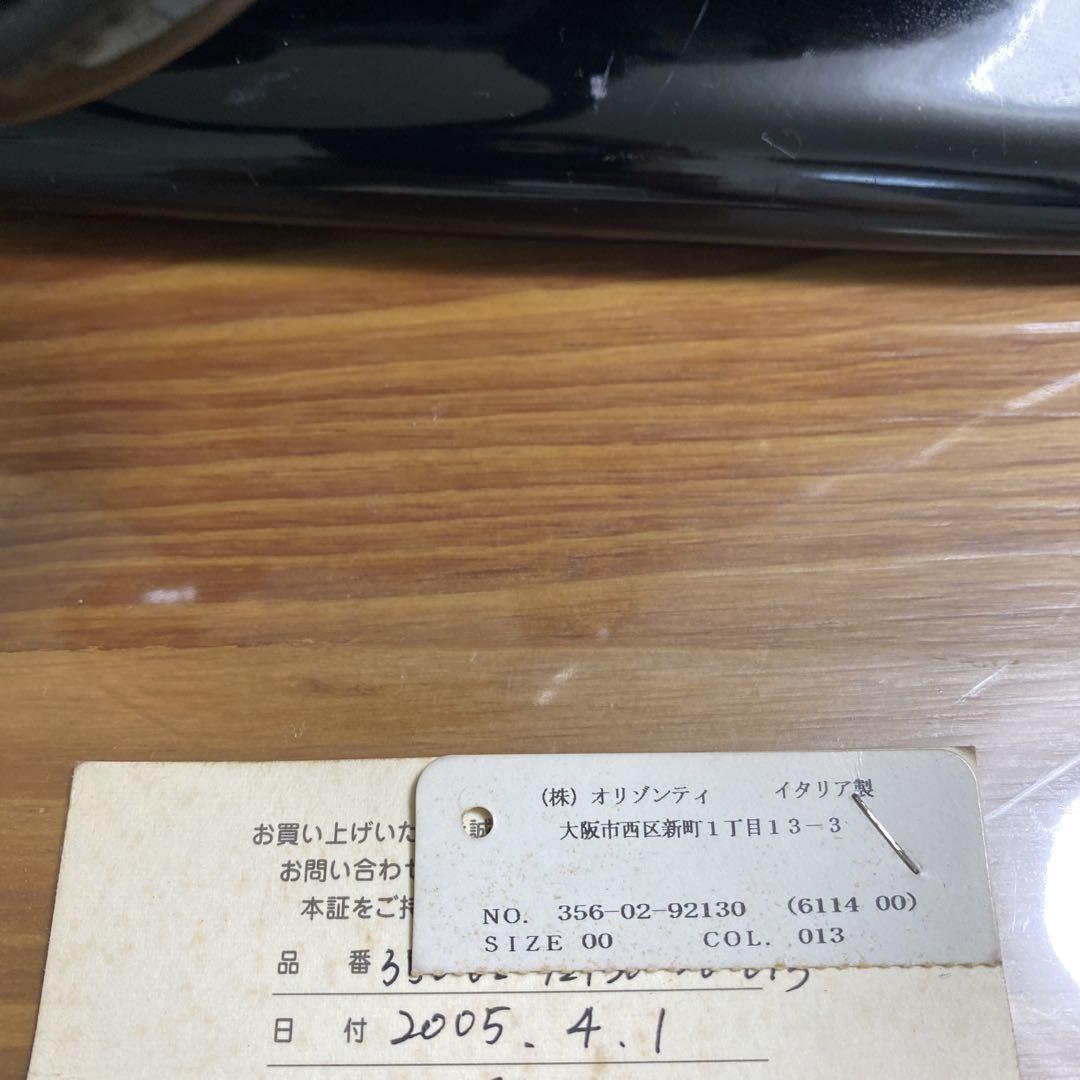 (株) オリゾンティ イタリア製
大阪市西区新町1丁目13-3
NO. 356-02-92130 (6114 00)
SIZE 00 COL. 013
お買い上げいた 誠
お問い合わせ
本証をご持
品番
日付 2005.4.1